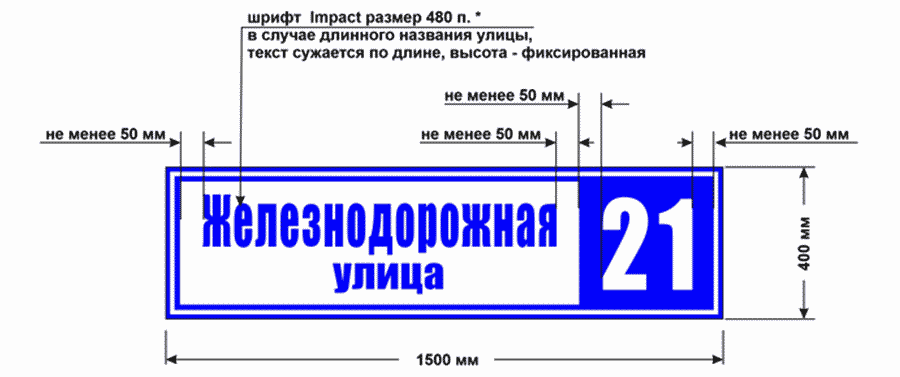 шрифт Impact размер 480 п. *
в случае длинного названия улицы,
текст сужается по длине, высота - фиксированная
не менее 50 мм
не менее 50 мм
не менее 50 мм
не менее 50 мм
Железнодорожная
улица
21
400 мм
1500 мм